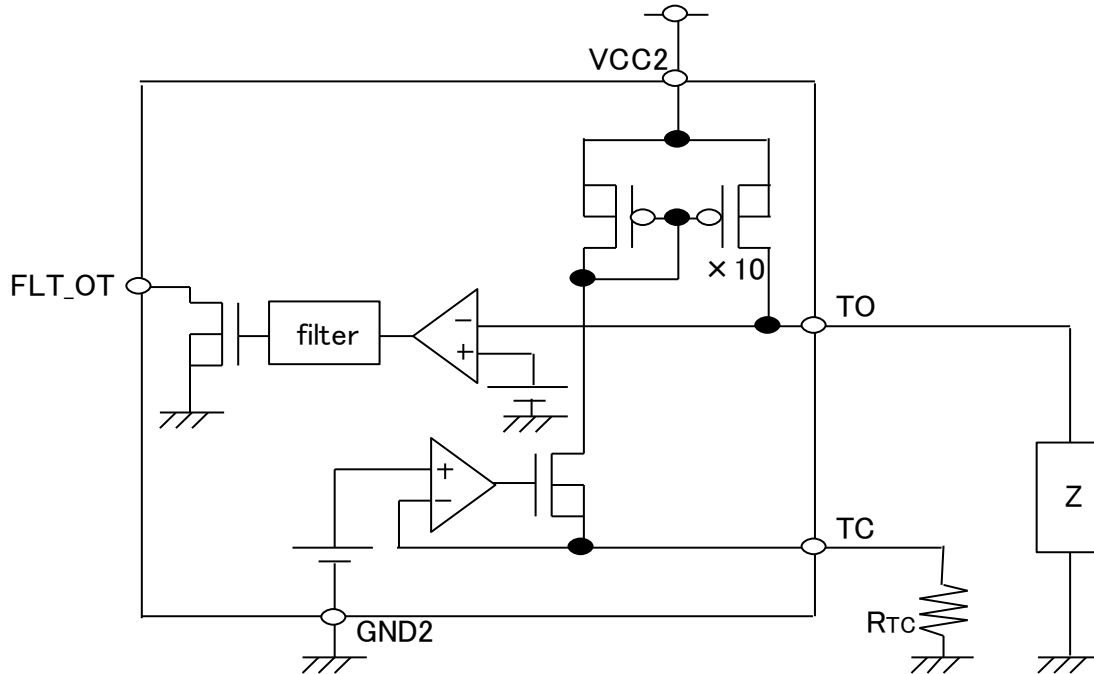 VCC2
×10
FLT_OT
TO
filter
−
+
+
−
Z
TC
RTC
GND2